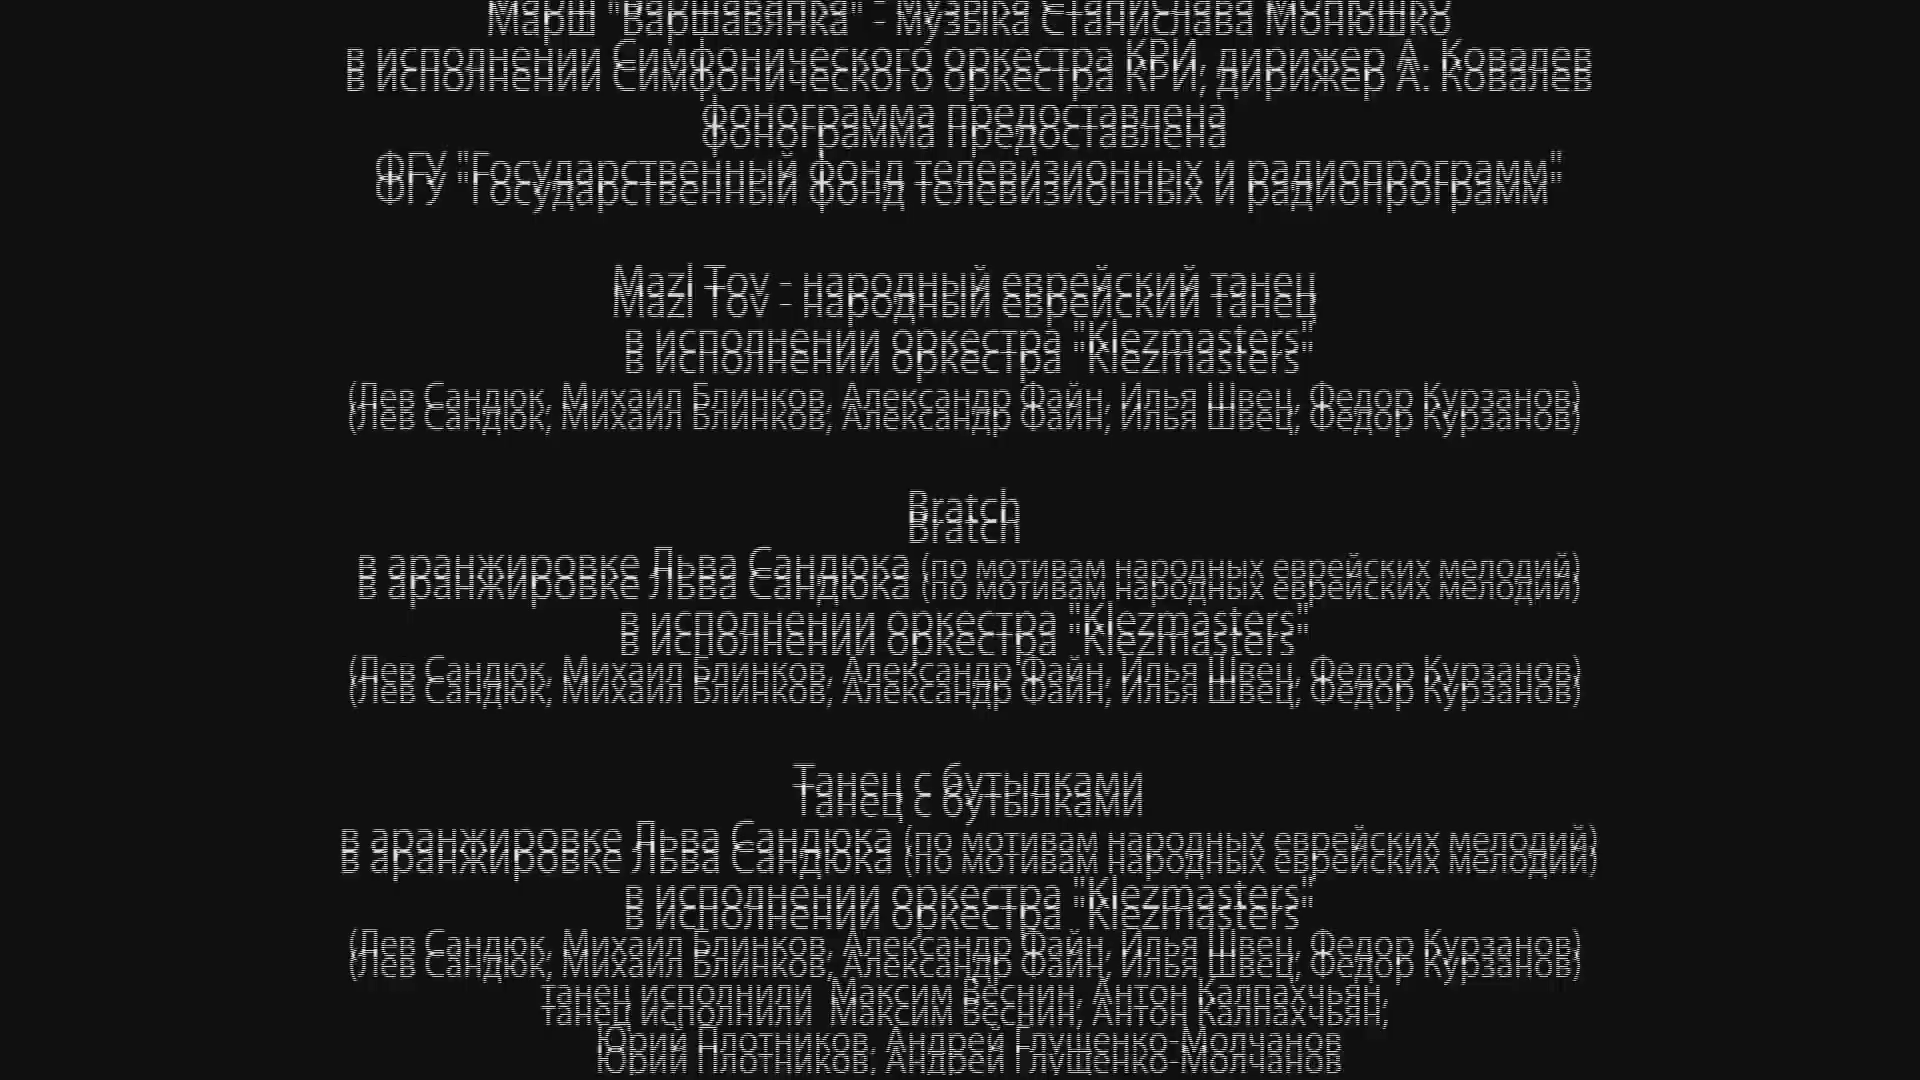 Марш "Варшавянка" - музыка Станислава Монюшко
в исполнении Симфонического оркестра КРИ, дирижер А. Ковалев
фонограмма предоставлена
ФГУ "Государственный фонд телевизионных и радиопрограмм"
Mazl Tov - народный еврейский танец
в исполнении оркестра "Klezmasters"
(Лев Сандюк, Михаил Блинков, Александр Файн, Илья Швец, Федор Курзанов)
Bratch
в аранжировке Льва Сандюка (по мотивам народных еврейских мелодий)
в исполнении оркестра "Klezmasters"
(Лев Сандюк, Михаил Блинков, Александр Файн, Илья Швец, Федор Курзанов)
Танец с бутылками
в аранжировке Льва Сандюка (по мотивам народных еврейских мелодий)
в исполнении оркестра "Klezmasters"
(Лев Сандюк, Михаил Блинков, Александр Файн, Илья Швец, Федор Курзанов)
танец исполнили Максим Веснин, Антон Калпахчьян,
Юрий Плотников, Андрей Глущенко-Молчанов